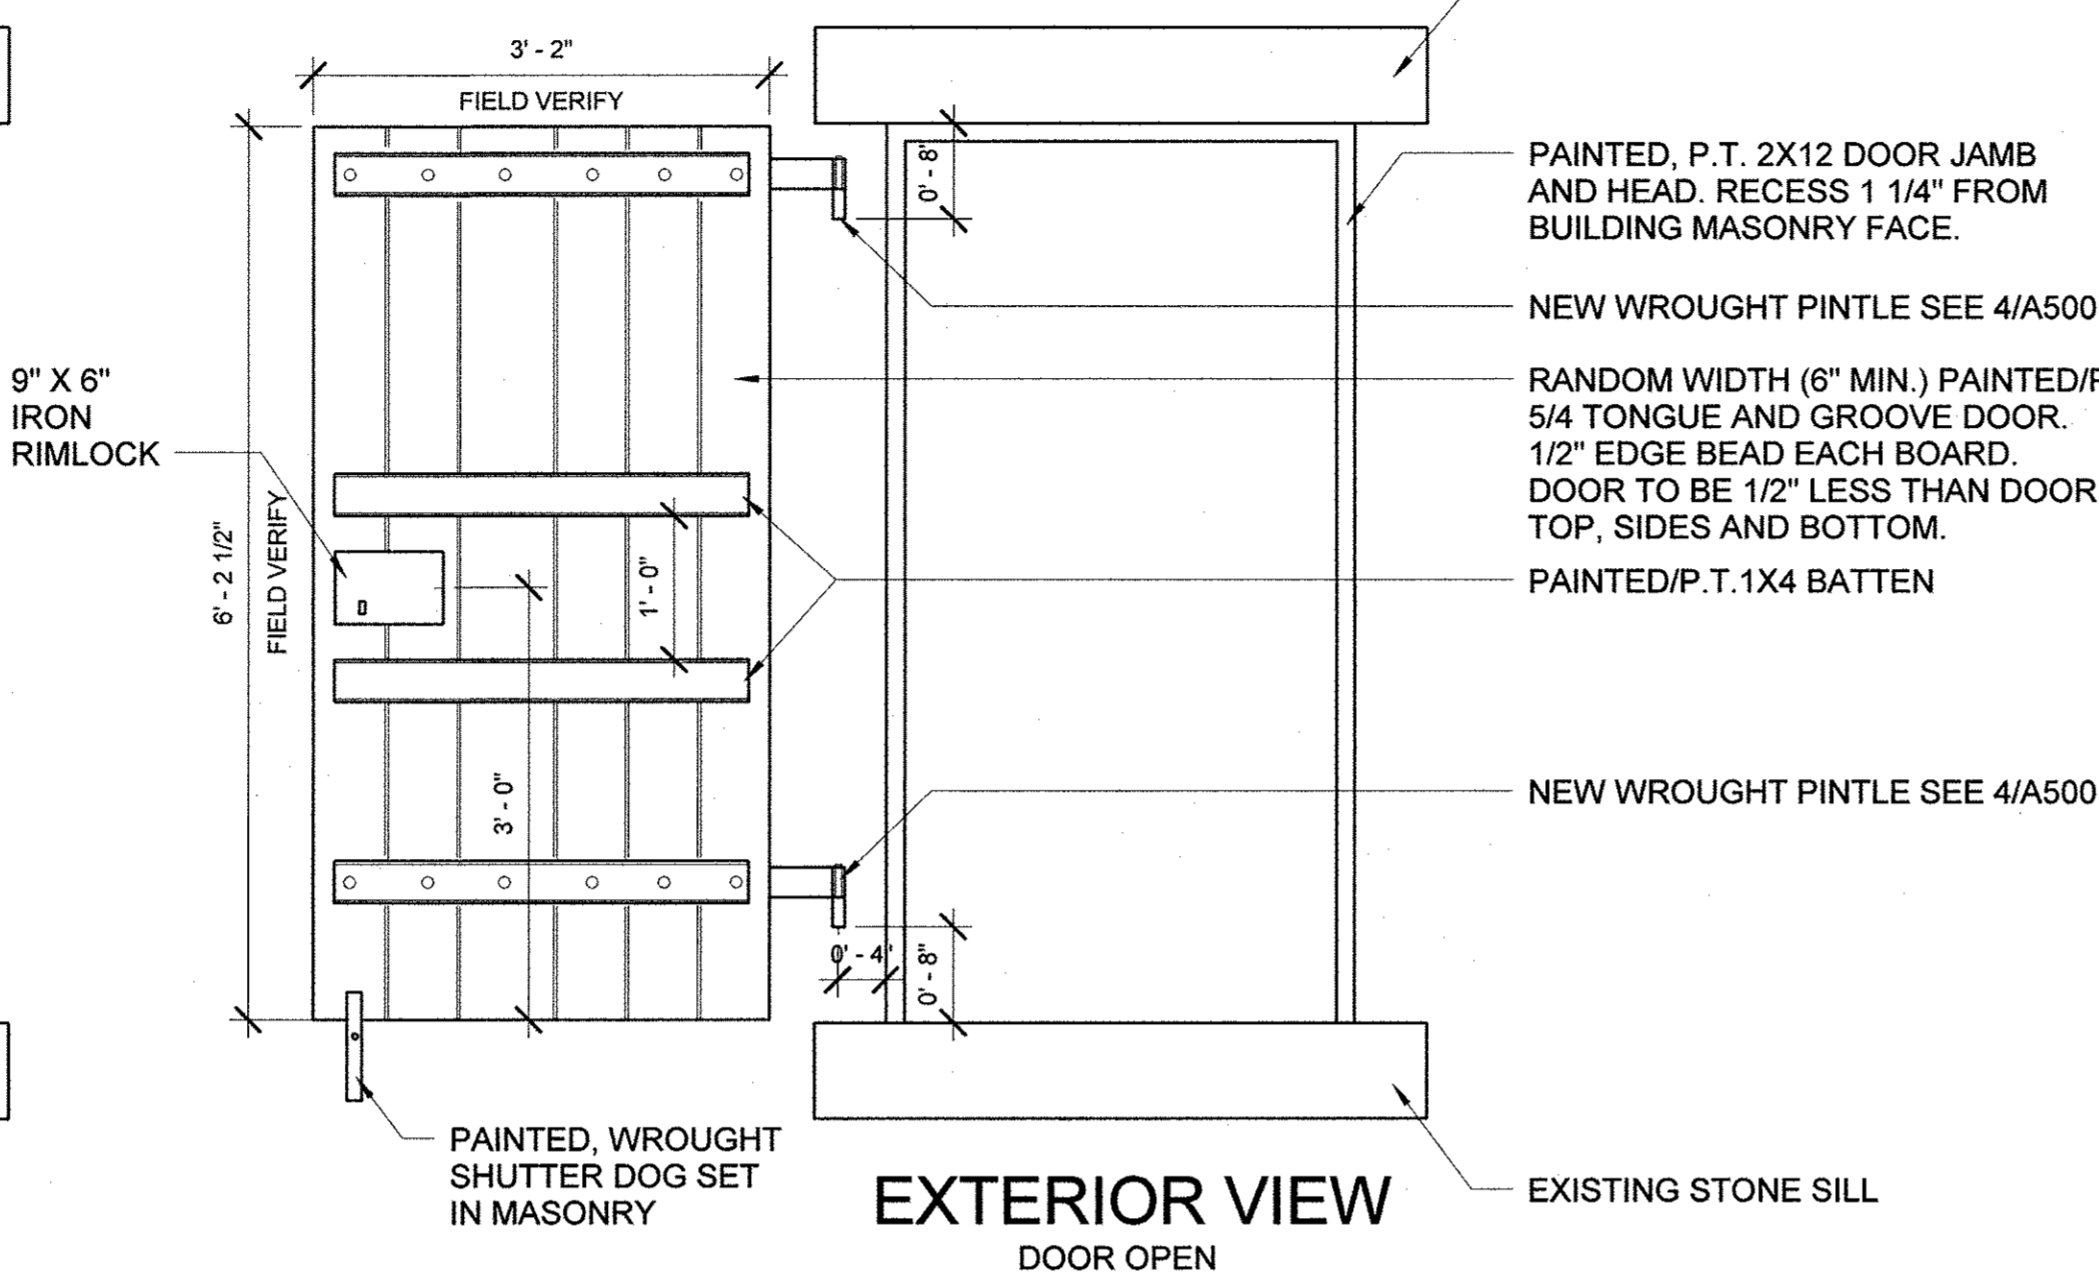 3' - 2"
FIELD VERIFY
6' - 2 1/2"
FIELD VERIFY
9" X 6"
IRON
RIMLOCK
1' - 0"
3' - 0"
0' - 8"
0' - 4"
0' - 8"
PAINTED, P.T. 2X12 DOOR JAMB
AND HEAD. RECESS 1 1/4" FROM
BUILDING MASONRY FACE.
NEW WROUGHT PINTLE SEE 4/A500
RANDOM WIDTH (6" MIN.) PAINTED/P
5/4 TONGUE AND GROOVE DOOR.
1/2" EDGE BEAD EACH BOARD.
DOOR TO BE 1/2" LESS THAN DOOR
TOP, SIDES AND BOTTOM.
PAINTED/P.T.1X4 BATTEN
NEW WROUGHT PINTLE SEE 4/A500
EXISTING STONE SILL
PAINTED, WROUGHT
SHUTTER DOG SET
IN MASONRY
EXTERIOR VIEW
DOOR OPEN